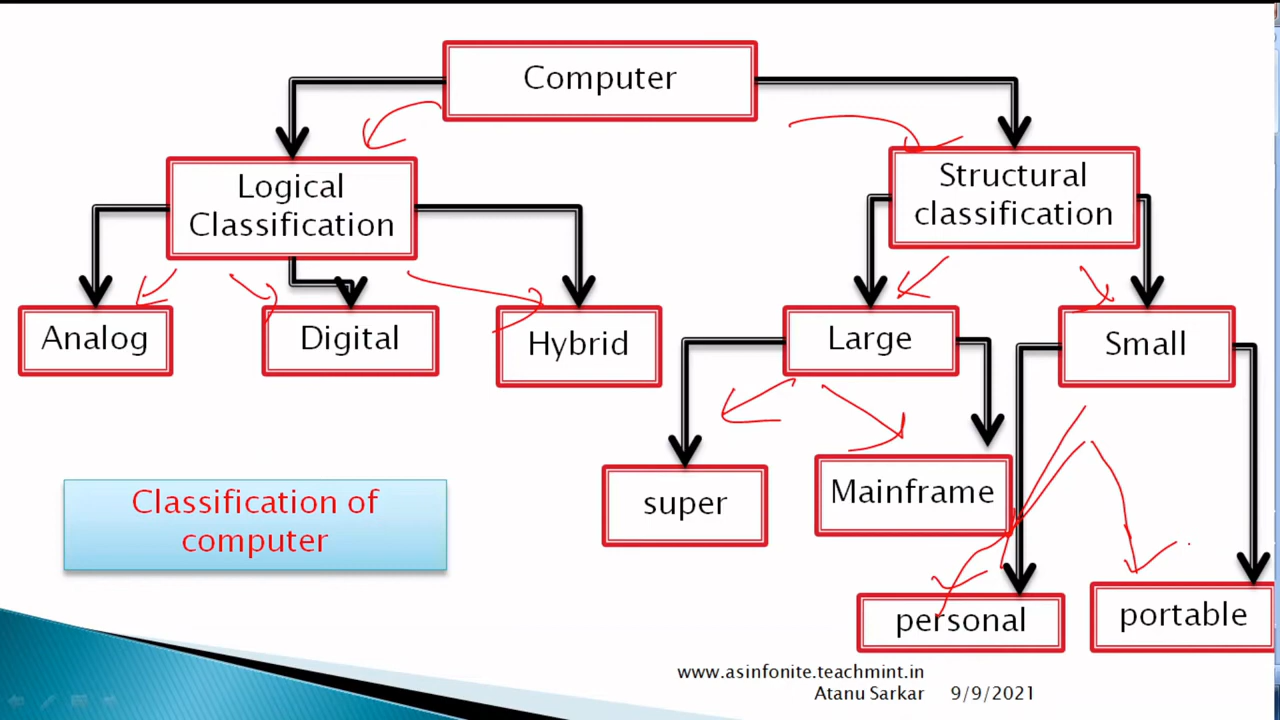 Computer
Logical
Classification
Structural
classification
Analog
Digital
Hybrid
Large
Small
super
Mainframe
personal
portable
Classification of
computer
www.asinfonite.teachmint.in
Atanu Sarkar 9/9/2021